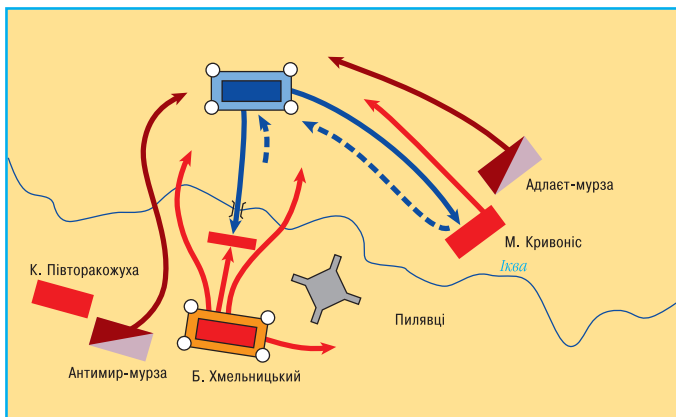 Адлаєт-мурза
М. Кривоніс
Іква
К. Півторакожуха
Пилявці
Антимир-мурза
Б. Хмельницький